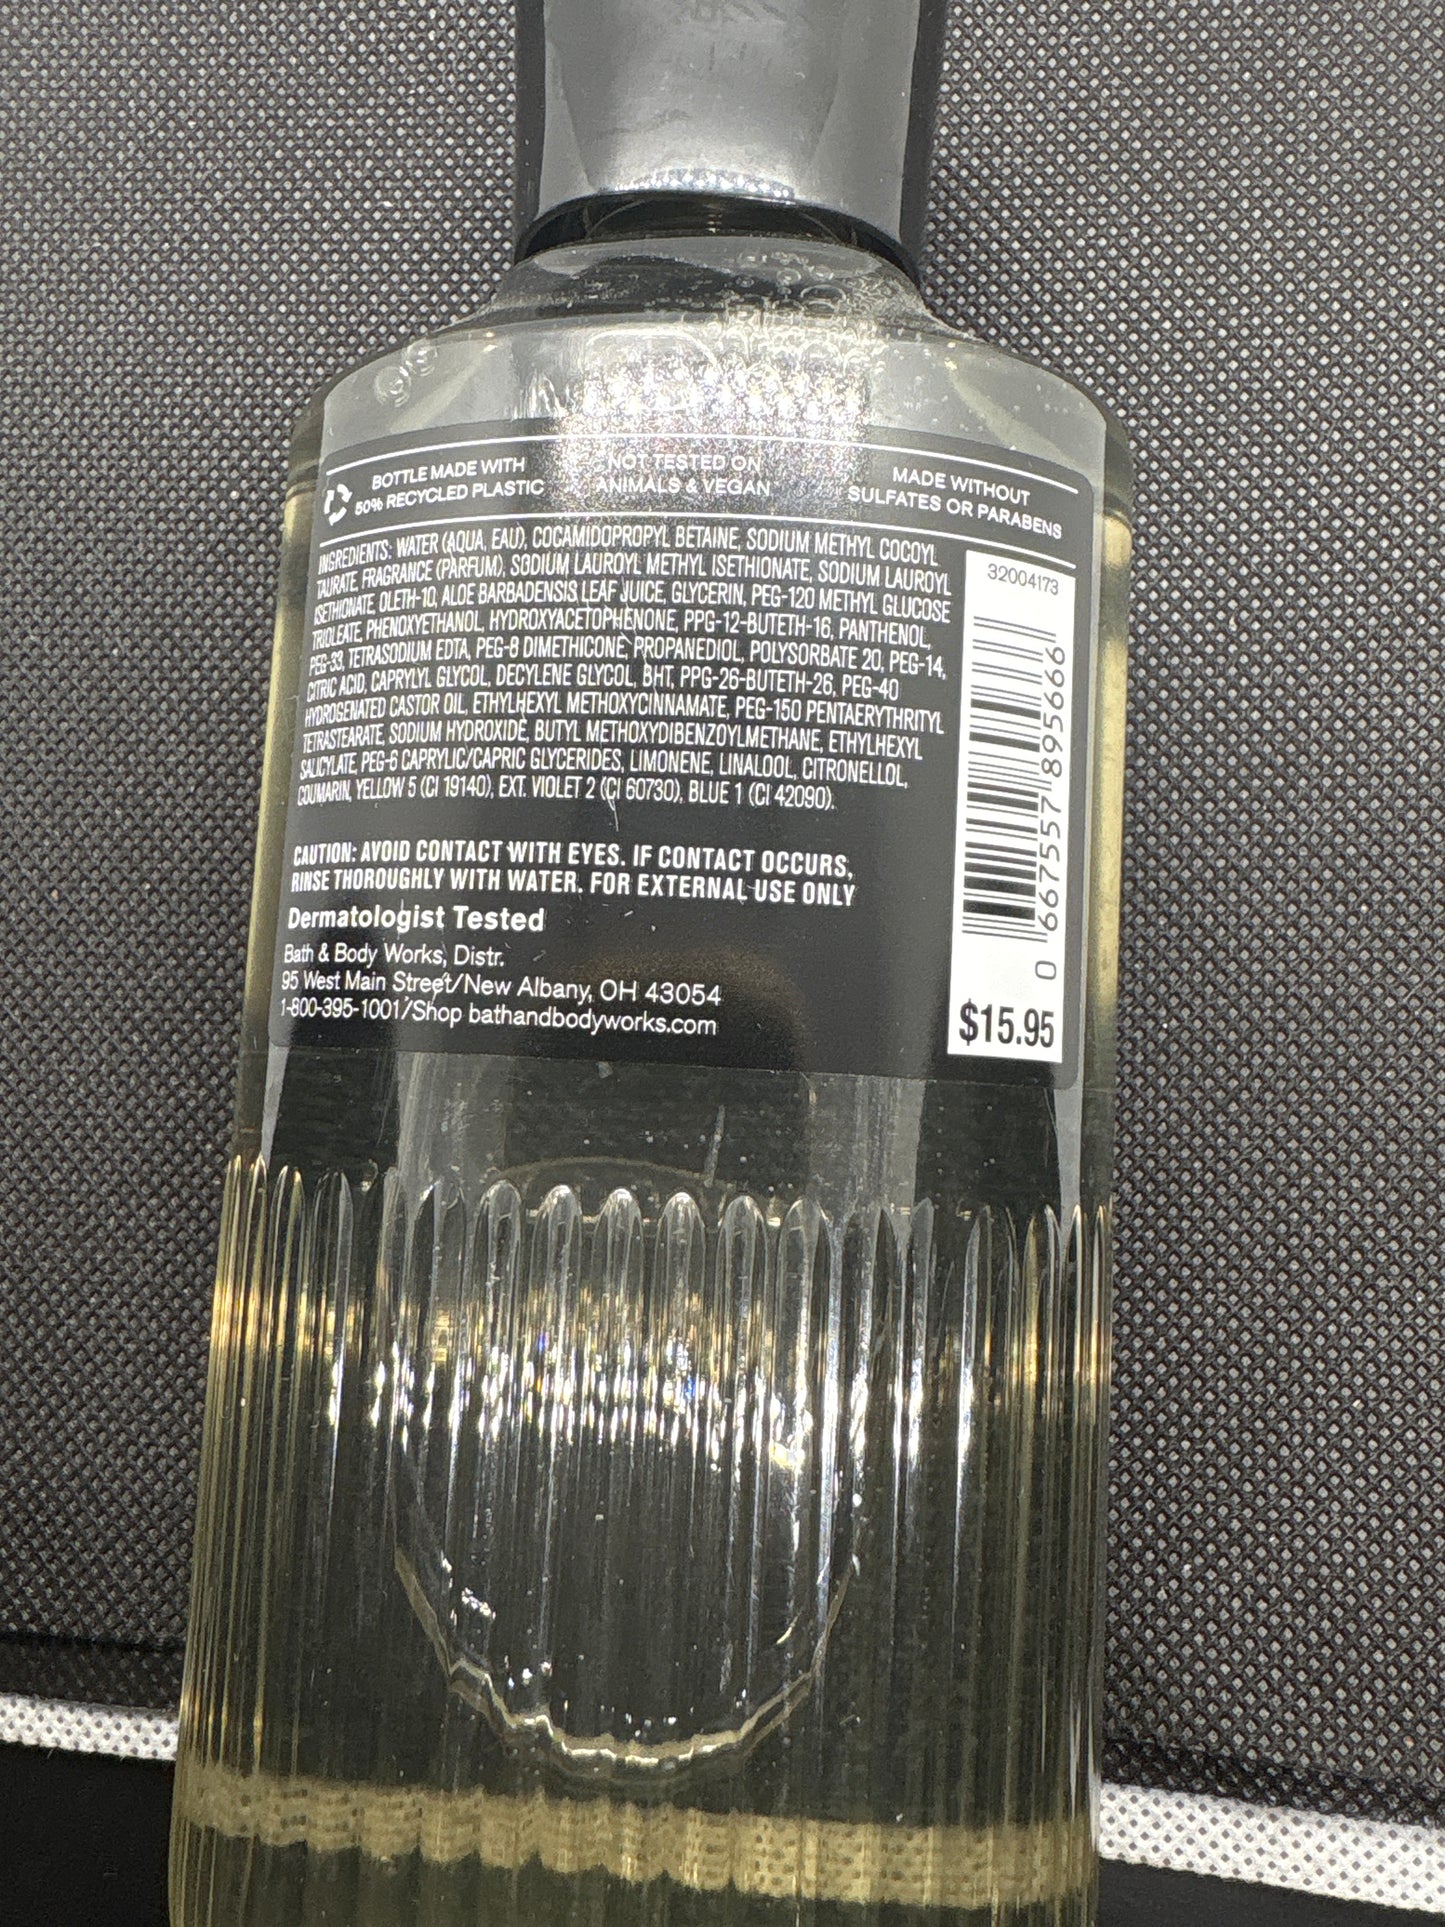 BOTTLE MADE WITH
50% RECYCLED PLASTIC
NOT TESTED ON
ANIMALS & VEGAN
MADE WITHOUT
SULFATES OR PARABENS
INGREDIENTS: WATER (AQUA, EAU), COCAMIDOPROPYL BETAINE, SODIUM METHYL COCOYL
TAURATE, FRAGRANCE (PARFUM), SODIUM LAUROYL METHYL ISETHIONATE, SODIUM LAUROYL
ISETHIONATE, OLETH-10, ALOE BARBADENSIS LEAF JUICE, GLYCERIN, PEG-120 METHYL GLUCOSE
TRIOLEATE, PHENOXYETHANOL, HYDROXYACETOPHENONE, PPG-12-BUTETH-16, PANTHENOL,
PEG-33, TETRASODIUM EDTA, PEG-8 DIMETHICONE, PROPANEDIOL, POLYSORBATE 20, PEG-14,
CITRIC ACID, CAPRYLYL GLYCOL, DECYLENE GLYCOL, BHT, PPG-26-BUTETH-26, PEG-40
HYDROGENATED CASTOR OIL, ETHYLHEXYL METHOXYCINNAMATE, PEG-150 PENTAERYTHRITYL
TETRASTEARATE, SODIUM HYDROXIDE, BUTYL METHOXYDIBENZOYLMETHANE, ETHYLHEXYL
SALICYLATE, PEG-6 CAPRYLIC/CAPRIC GLYCERIDES, LIMONENE, LINALOOL, CITRONELLOL,
COUMARIN, YELLOW 5 (CI 19140), EXT. VIOLET 2 (CI 60730), BLUE 1 (CI 42090).
CAUTION: AVOID CONTACT WITH EYES. IF CONTACT OCCURS,
RINSE THOROUGHLY WITH WATER. FOR EXTERNAL USE ONLY
Dermatologist Tested
Bath & Body Works, Distr.
95 West Main Street/New Albany, OH 43054
1-800-395-1001/Shop bathandbodyworks.com
32004173
0 667557 895666
$15.95